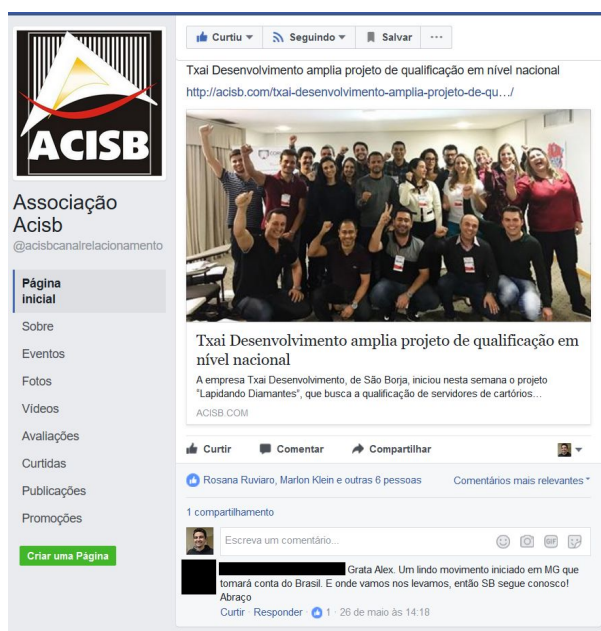 ACISB
Associação
Acisb
@acisbcanalrelacionamento
Página
inicial
Sobre
Eventos
Fotos
Vídeos
Avaliações
Curtidas
Publicações
Promoções
Criar uma Página
Curtiu Seguindo Salvar ...
Txai Desenvolvimento amplia projeto de qualificação em nível nacional
http://acisb.com/txai-desenvolvimento-amplia-projeto-de-qu…/
Txai Desenvolvimento amplia projeto de qualificação em
nível nacional
A empresa Txai Desenvolvimento, de São Borja, iniciou nesta semana o projeto
"Lapidando Diamantes", que busca a qualificação de servidores de cartórios…
ACISB.COM
Curtir Comentar Compartilhar
Rosana Ruviaro, Marlon Klein e outras 6 pessoas Comentários mais relevantes
1 compartilhamento
Escreva um comentário...
GIF
Grata Alex. Um lindo movimento iniciado em MG que
tomará conta do Brasil. E onde vamos nos levamos, então SB segue conosco!
Abraço
Curtir · Responder · 1 · 26 de maio às 14:18